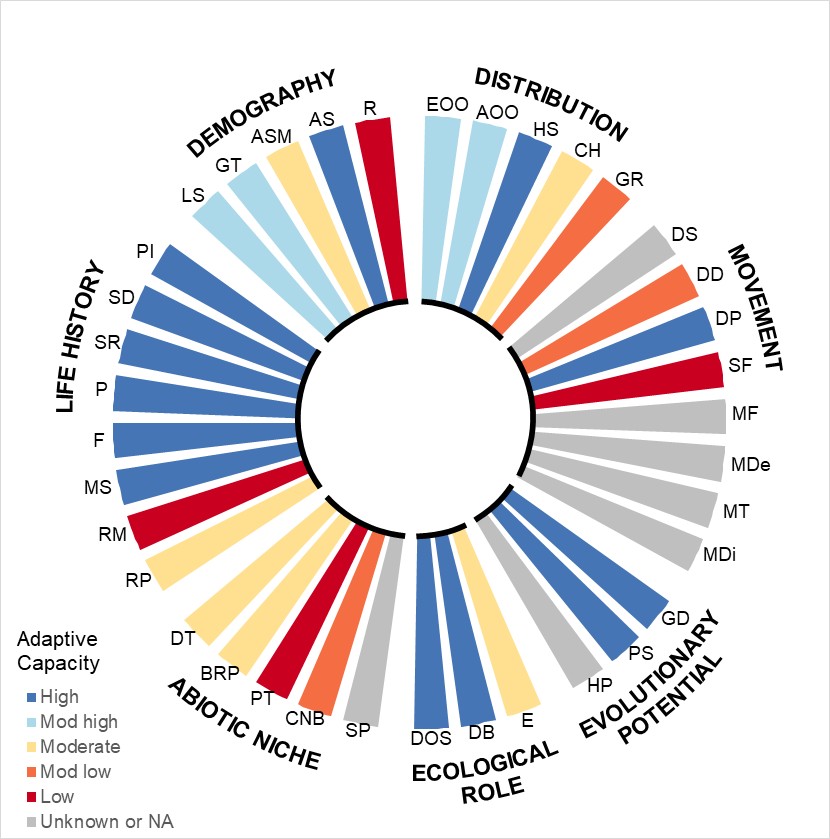 DEMOGRAPHY
DISTRIBUTION
R
EOO
AOO
AS
HS
ASM
CH
GT
GR
LS
DS
PI
DD
MOVEMENT
LIFE HISTORY
SD
DP
SR
SF
P
MF
F
MDe
MS
MT
RM
MDi
RP
GD
DT
PS
BRP
HP
EVOLUTIONARY
POTENTIAL
PT
CNB
SP
DOS
DB
E
ABIOTIC NICHE
ECOLOGICAL
ROLE
Adaptive
Capacity
High
Mod high
Moderate
Mod low
Low
Unknown or NA